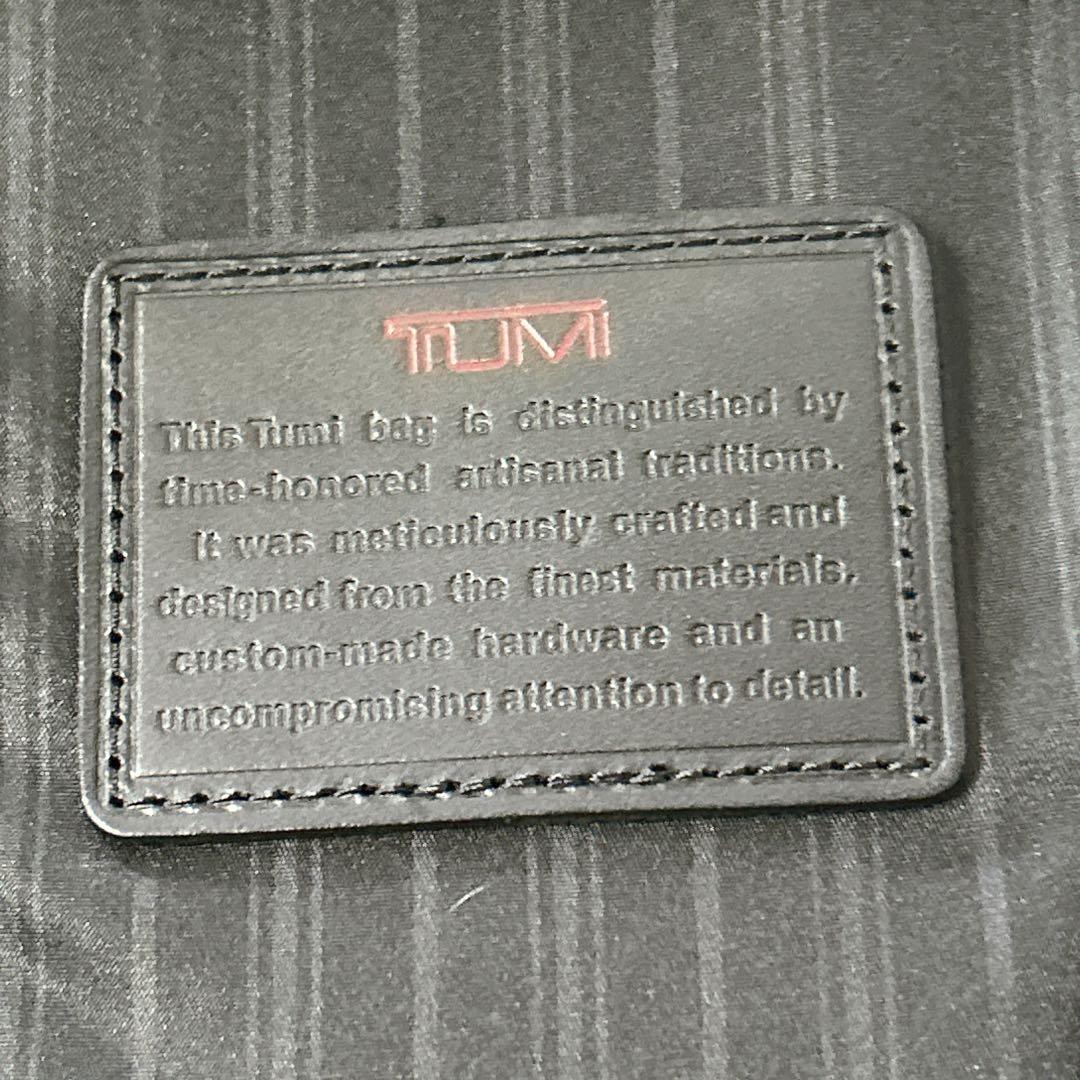 TUMI
This Tumi bag is distinguished by
time-honored artisanal traditions.
It was meticulously crafted and
designed from the finest materials,
custom-made hardware and an
uncompromising attention to detail.